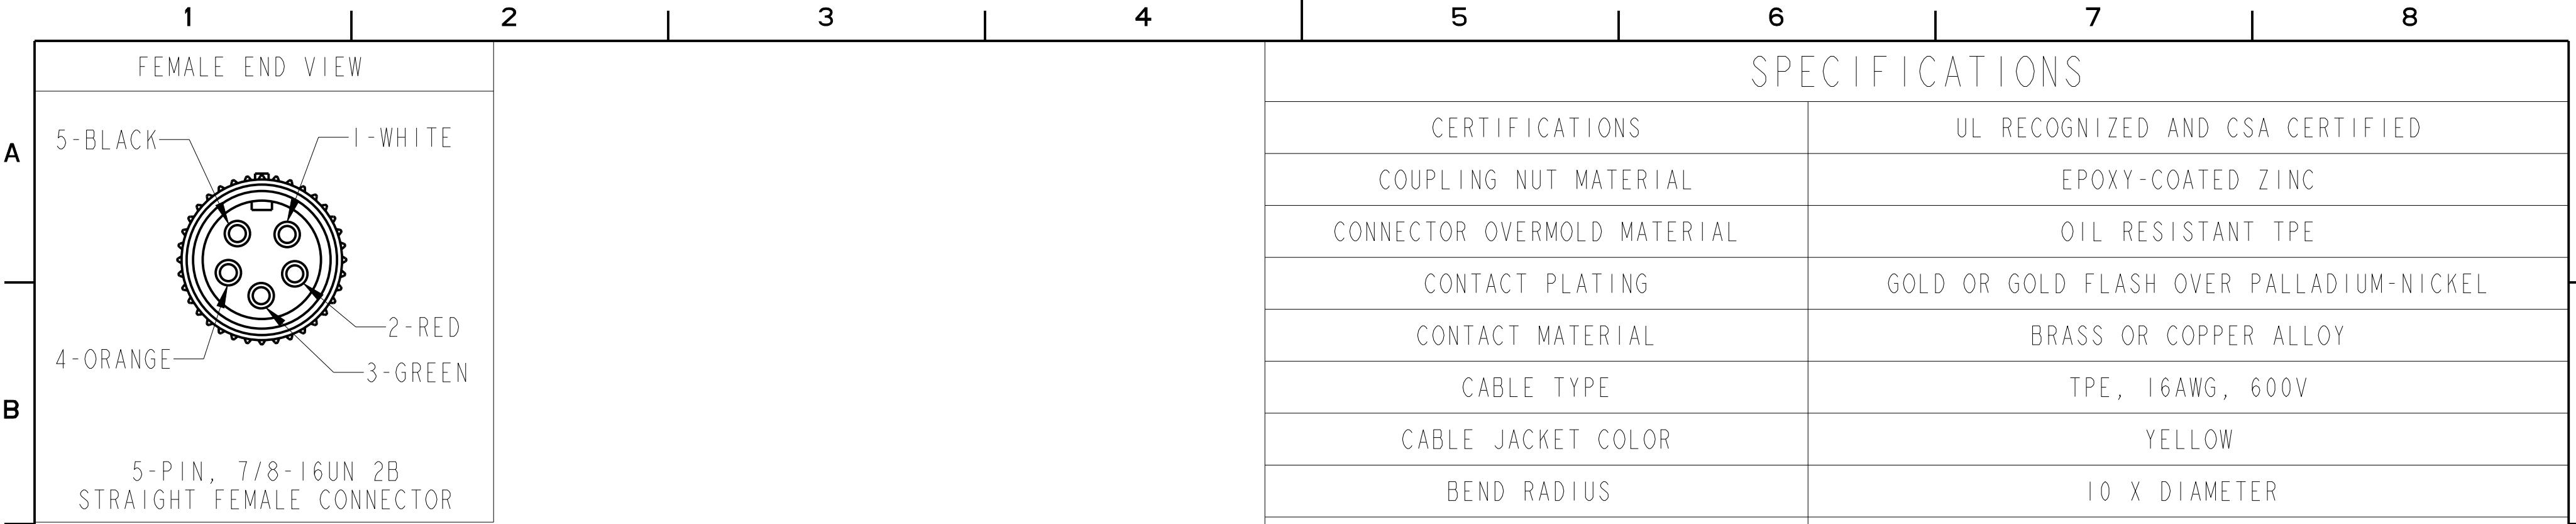 1 2 3 4 5 6 7 8
A
B
FEMALE END VIEW
5-BLACK
1-WHITE
2-RED
4-ORANGE
3-GREEN
5-PIN, 7/8-16UN 2B
STRAIGHT FEMALE CONNECTOR
SPECIFICATIONS
CERTIFICATIONS UL RECOGNIZED AND CSA CERTIFIED
COUPLING NUT MATERIAL EPOXY-COATED ZINC
CONNECTOR OVERMOLD MATERIAL OIL RESISTANT TPE
CONTACT PLATING GOLD OR GOLD FLASH OVER PALLADIUM-NICKEL
CONTACT MATERIAL BRASS OR COPPER ALLOY
CABLE TYPE TPE, 16AWG, 600V
CABLE JACKET COLOR YELLOW
BEND RADIUS 10 X DIAMETER